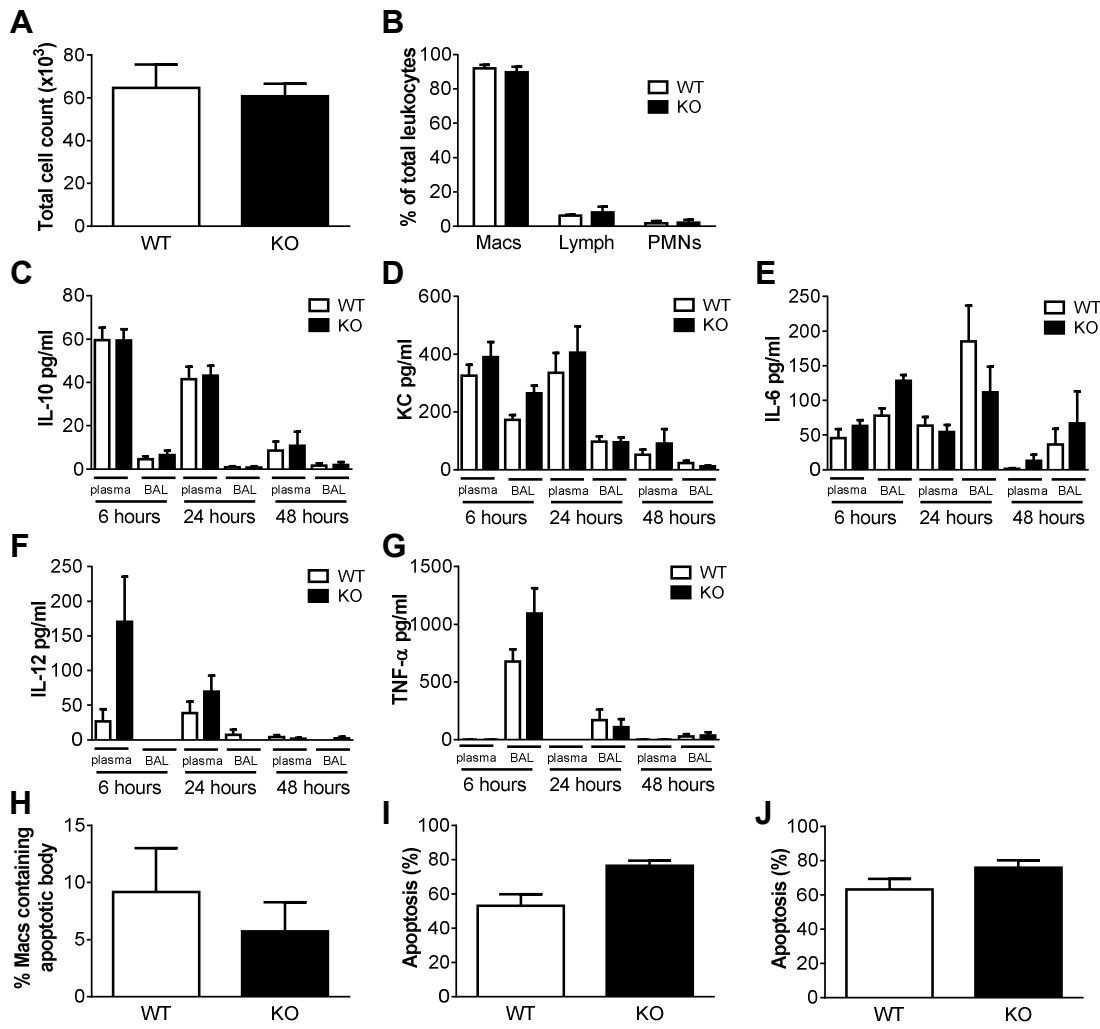 A
Total cell count (x10³)
80
60
40
20
0
WT
KO
B
% of total leukocytes
100
80
60
40
20
0
WT
KO
Macs
Lymph
PMNs
C
IL-10 pg/ml
80
60
40
20
0
WT
KO
plasma BAL plasma BAL plasma BAL
6 hours 24 hours 48 hours
D
KC pg/ml
600
400
200
0
WT
KO
plasma BAL plasma BAL plasma BAL
6 hours 24 hours 48 hours
E
IL-6 pg/ml
250
200
150
100
50
0
WT
KO
plasma BAL plasma BAL plasma BAL
6 hours 24 hours 48 hours
F
IL-12 pg/ml
250
200
150
100
50
0
WT
KO
plasma BAL plasma BAL plasma BAL
6 hours 24 hours 48 hours
G
TNF-α pg/ml
1500
1000
500
0
WT
KO
plasma BAL plasma BAL plasma BAL
6 hours 24 hours 48 hours
H
% Macs containing
apoptotic body
15
10
5
0
WT
KO
I
Apoptosis (%)
100
80
60
40
20
0
WT
KO
J
Apoptosis (%)
100
80
60
40
20
0
WT
KO